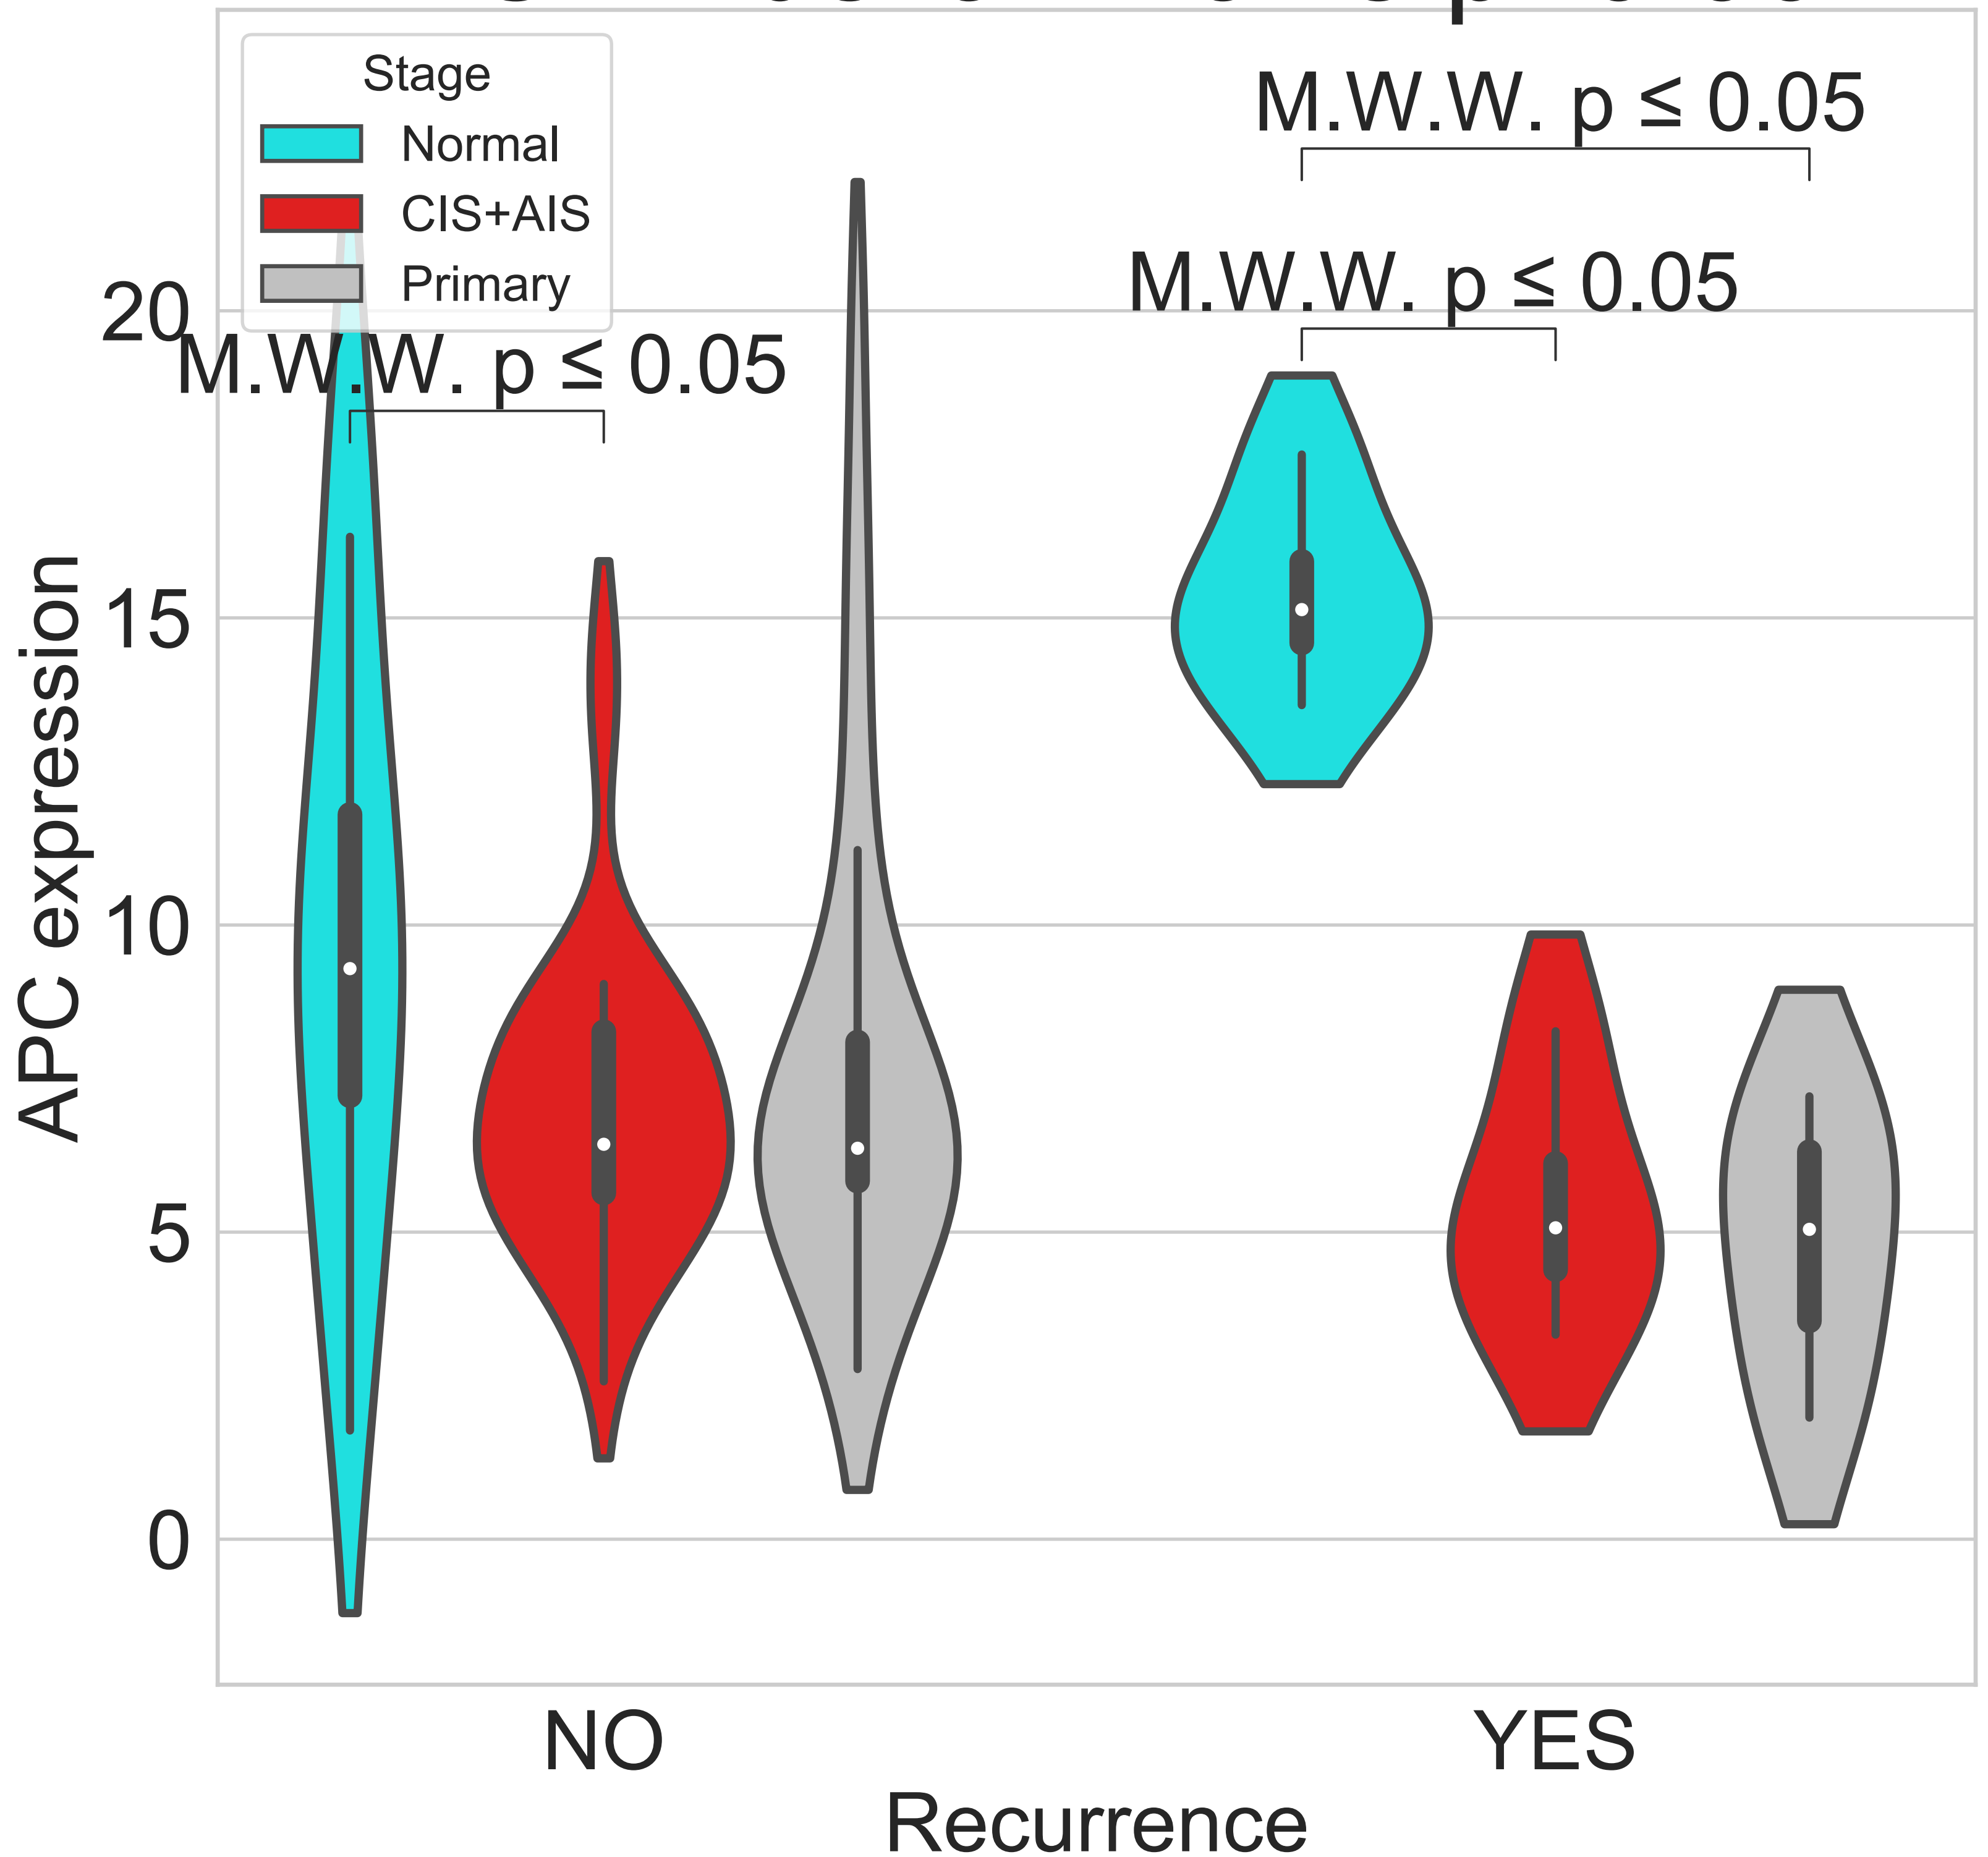 Stage
Normal
CIS+AIS
Primary
M.W.W. p ≤ 0.05
M.W.W. p ≤ 0.05
M.W.W. p ≤ 0.05
20
15
10
5
0
APC expression
NO
YES
Recurrence